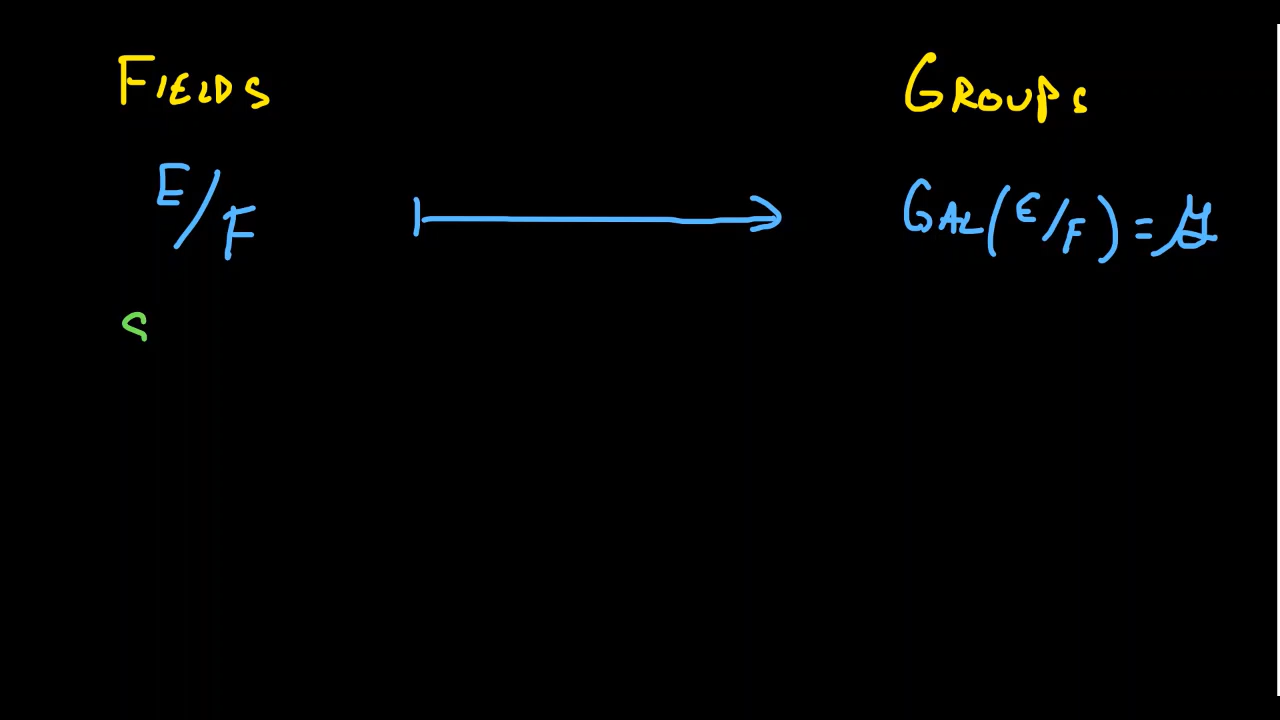 FIELDS GROUPS
E/F ↦ GAL(E/F) = G
S